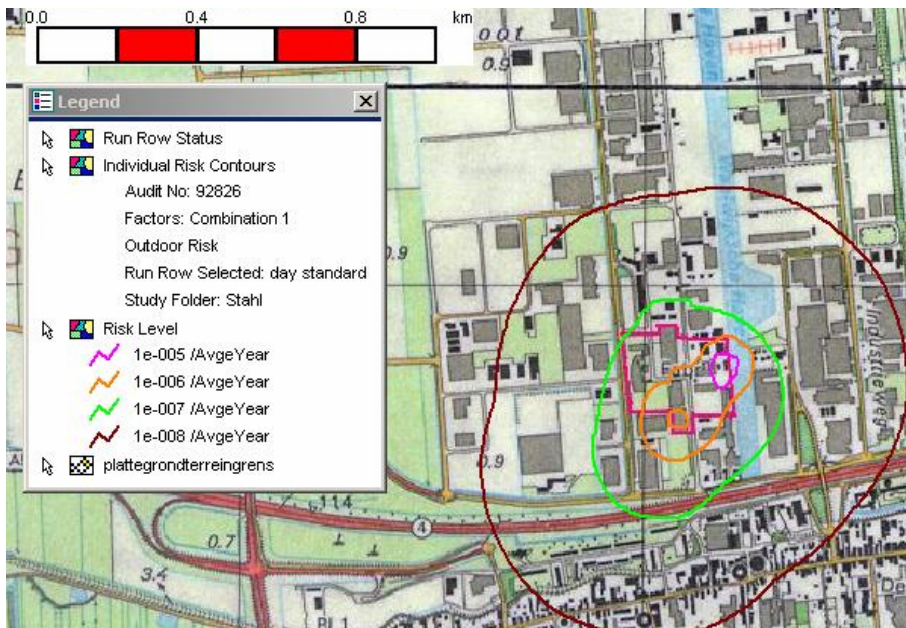 0.0 0.4 0.8 km
oot
0.9
Legend
Run Row Status
Individual Risk Contours
Audit No: 92826
Factors: Combination 1
Outdoor Risk
Run Row Selected: day standard
Study Folder: Stahl
Risk Level
1e-005 /AvgeYear
1e-006 /AvgeYear
1e-007 /AvgeYear
1e-008 /AvgeYear
plattegrondterreingrens
0.9
Industrieweg
0.9
11.4
4
0.7
3.4